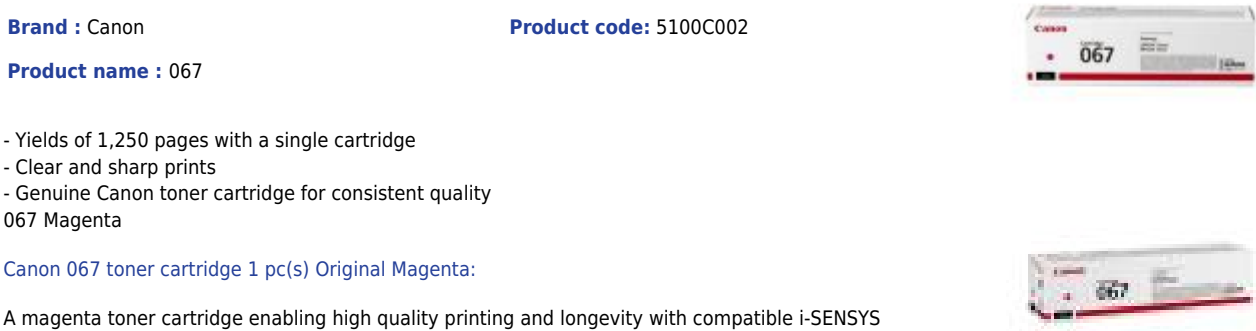 Brand : Canon
Product code: 5100C002
Product name : 067
Canon
067
- Yields of 1,250 pages with a single cartridge
- Clear and sharp prints
- Genuine Canon toner cartridge for consistent quality
067 Magenta
Canon 067 toner cartridge 1 pc(s) Original Magenta:
Canon
067
A magenta toner cartridge enabling high quality printing and longevity with compatible i-SENSYS